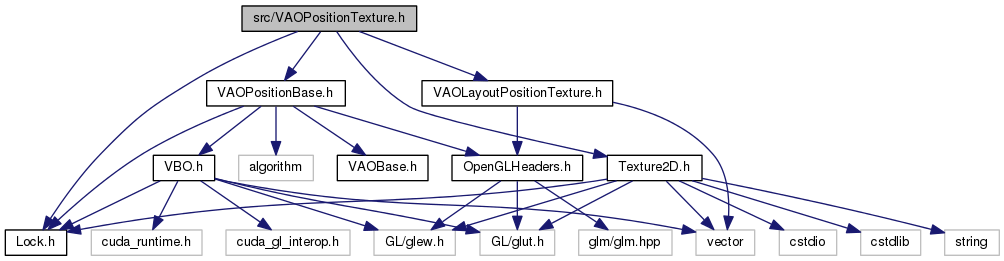 src/VAOPositionTexture.h
VAOPositionBase.h
VAOLayoutPositionTexture.h
VBO.h
algorithm
VAOBase.h
OpenGLHeaders.h
Texture2D.h
Lock.h
cuda_runtime.h
cuda_gl_interop.h
GL/glew.h
GL/glut.h
glm/glm.hpp
vector
cstdio
cstdlib
string